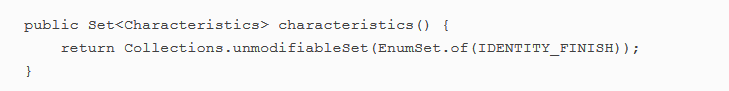 public Set<Characteristics> characteristics() {
    return Collections.unmodifiableSet(EnumSet.of(IDENTITY_FINISH));
}